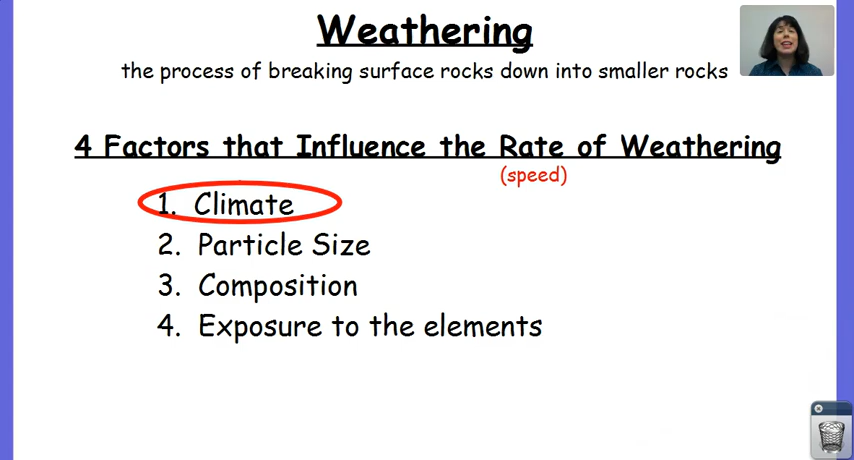 Weathering
the process of breaking surface rocks down into smaller rocks
4 Factors that Influence the Rate of Weathering
(speed)
1. Climate
2. Particle Size
3. Composition
4. Exposure to the elements